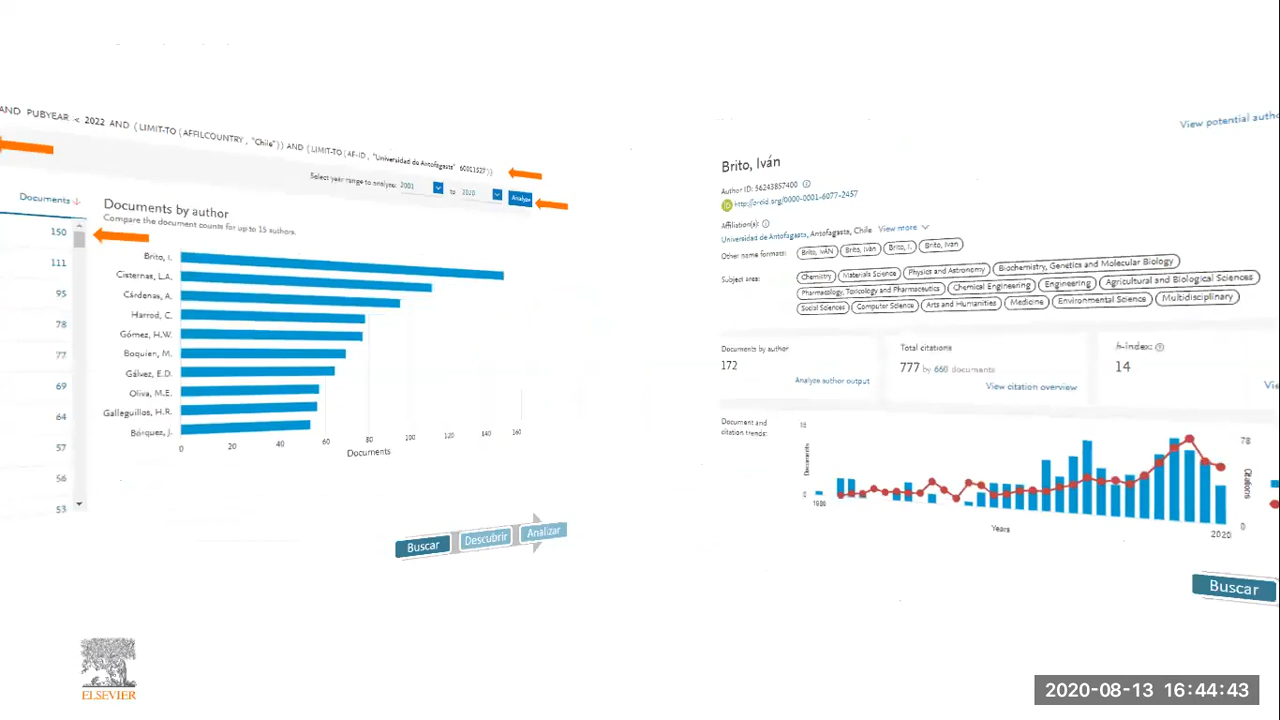 AND PUBYEAR < 2022 AND (LIMIT-TO (AFFILCOUNTRY, "Chile")) AND (LIMIT-TO (AF-ID, "Universidad de Antofagasta" 60011527))
Select year range to analyze: 2001 to 2020 Analyze
Documents
150
111
95
78
77
69
64
57
56
53
Documents by author
Compare the document counts for up to 15 authors.
Brito, I.
Cisternas, L.A.
Cárdenas, A.
Harrod, C.
Gómez, H.W.
Boquien, M.
Gálvez, E.D.
Oliva, M.E.
Galleguillos, H.R.
Bórquez, J.
0 20 40 60 80 100 120 140 160
Documents
Buscar Descubrir Analizar
View potential autho
Brito, Iván
Author ID: 56243857400
http://orcid.org/0000-0001-6077-2457
Affiliation(s):
Universidad de Antofagasta, Antofagasta, Chile View more
Other name formats: Brito, IVÁN Brito, Iván Brito, I. Brito, Ivan
Subject area: Chemistry Materials Science Physics and Astronomy Biochemistry, Genetics and Molecular Biology
Pharmacology, Toxicology and Pharmaceutics Chemical Engineering Engineering Agricultural and Biological Sciences
Social Sciences Computer Science Arts and Humanities Medicine Environmental Science Multidisciplinary
Documents by author
172
Analyze author output
Total citations
777 by 660 documents
View citation overview
h-index:
14
Document and
citation trends:
Documents
0
Years
2020
78
Citations
0
Buscar
ELSEVIER
2020-08-13 16:44:43